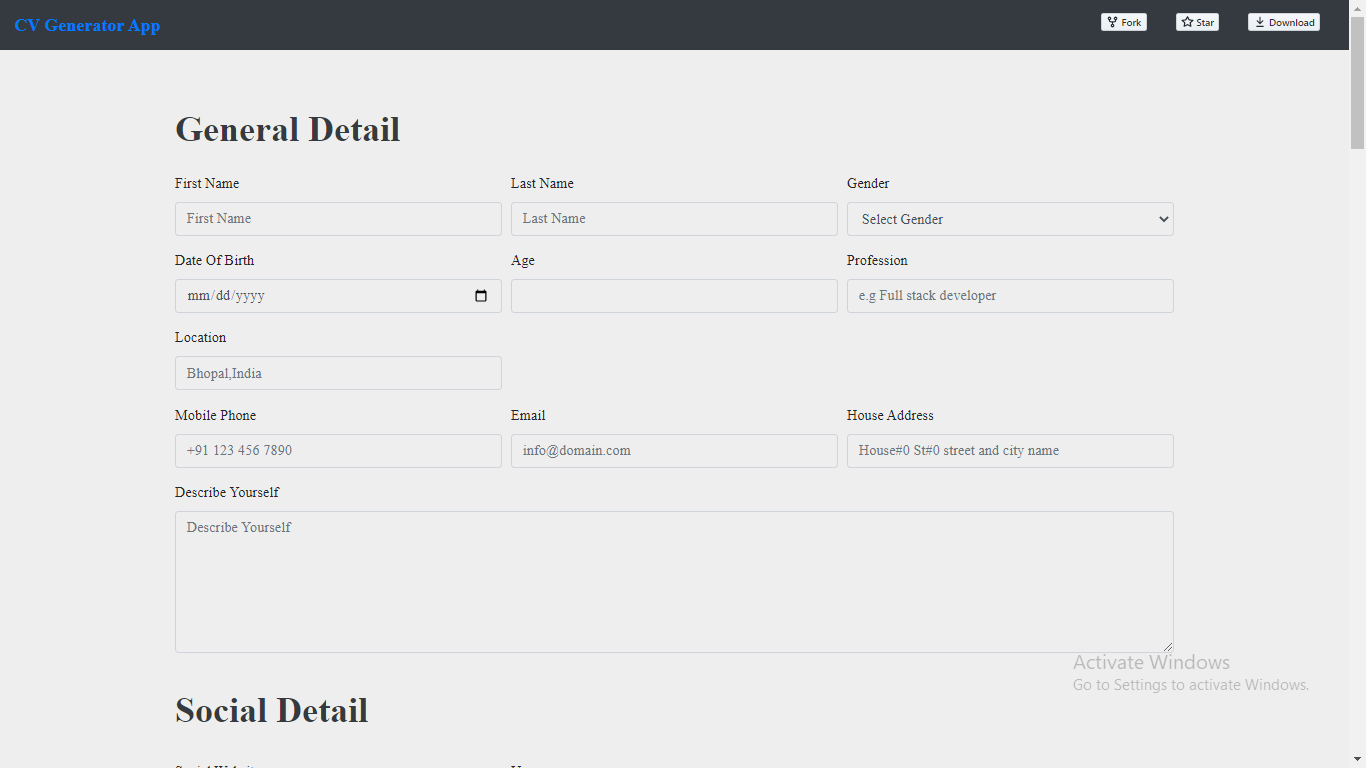 CV Generator App
Fork
Star
Download
General Detail
First Name Last Name Gender
First Name Last Name Select Gender
Date Of Birth Age Profession
mm/dd/yyyy e.g Full stack developer
Location
Bhopal,India
Mobile Phone Email House Address
+91 123 456 7890 info@domain.com House#0 St#0 street and city name
Describe Yourself
Describe Yourself
Activate Windows
Go to Settings to activate Windows.
Social Detail